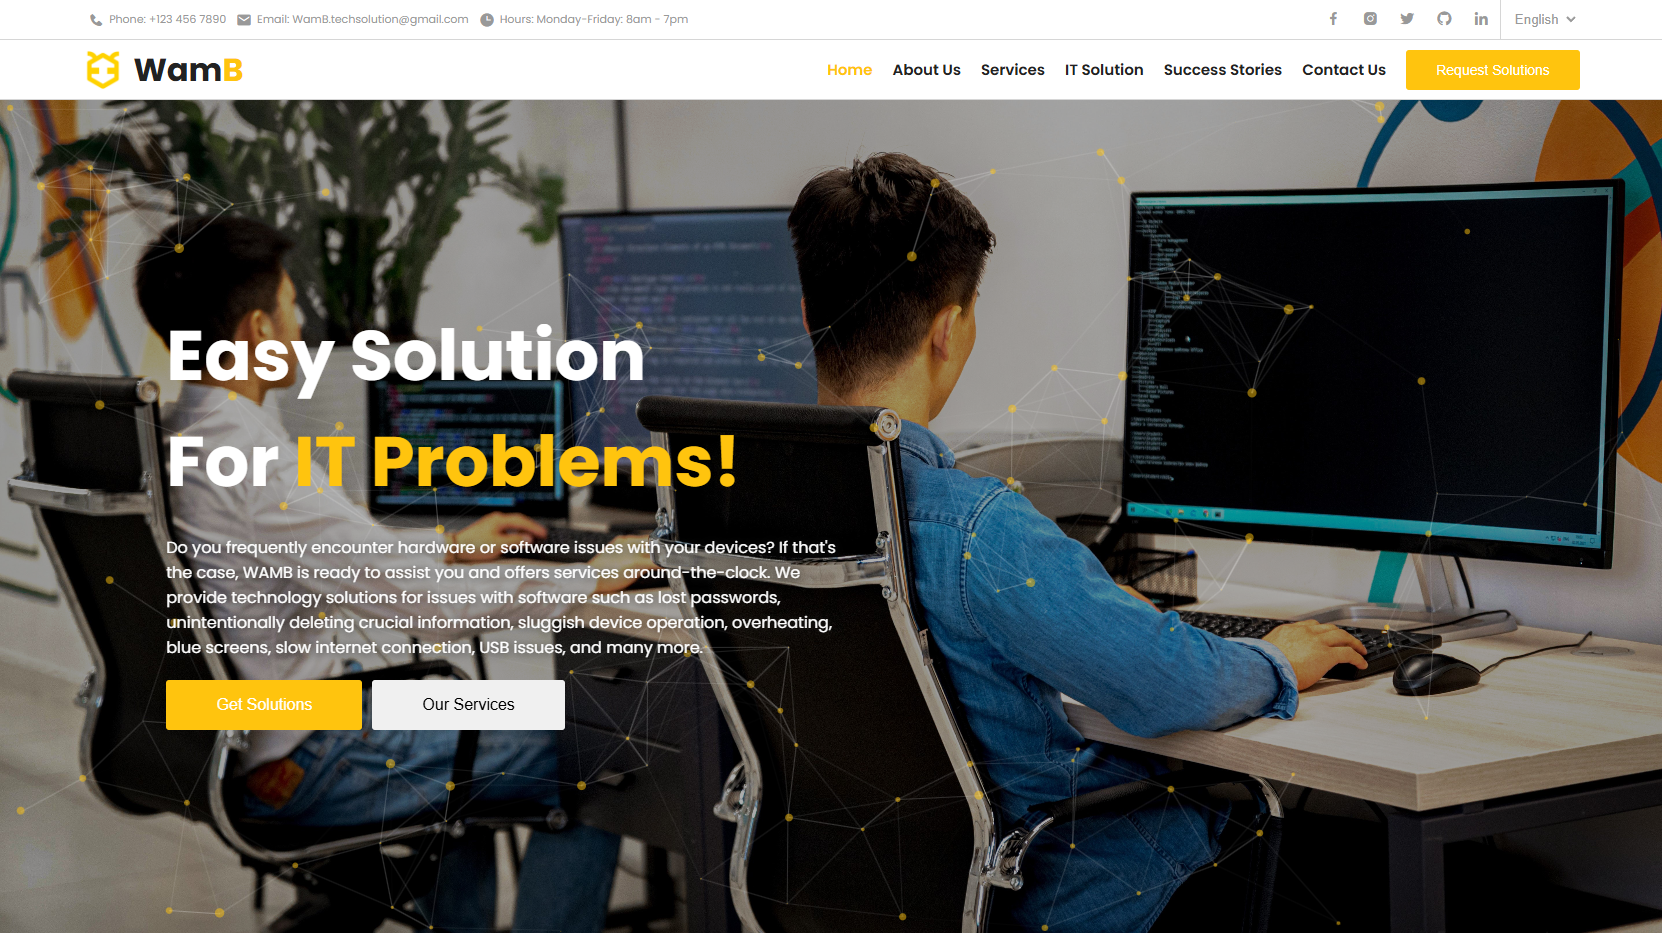 Phone: +123 456 7890 Email: WamB.techsolution@gmail.com Hours: Monday-Friday: 8am - 7pm English
WamB Home About Us Services IT Solution Success Stories Contact Us Request Solutions
Easy Solution
For IT Problems!
Do you frequently encounter hardware or software issues with your devices? If that's
the case, WAMB is ready to assist you and offers services around-the-clock. We
provide technology solutions for issues with software such as lost passwords,
unintentionally deleting crucial information, sluggish device operation, overheating,
blue screens, slow internet connection, USB issues, and many more.
Get Solutions Our Services